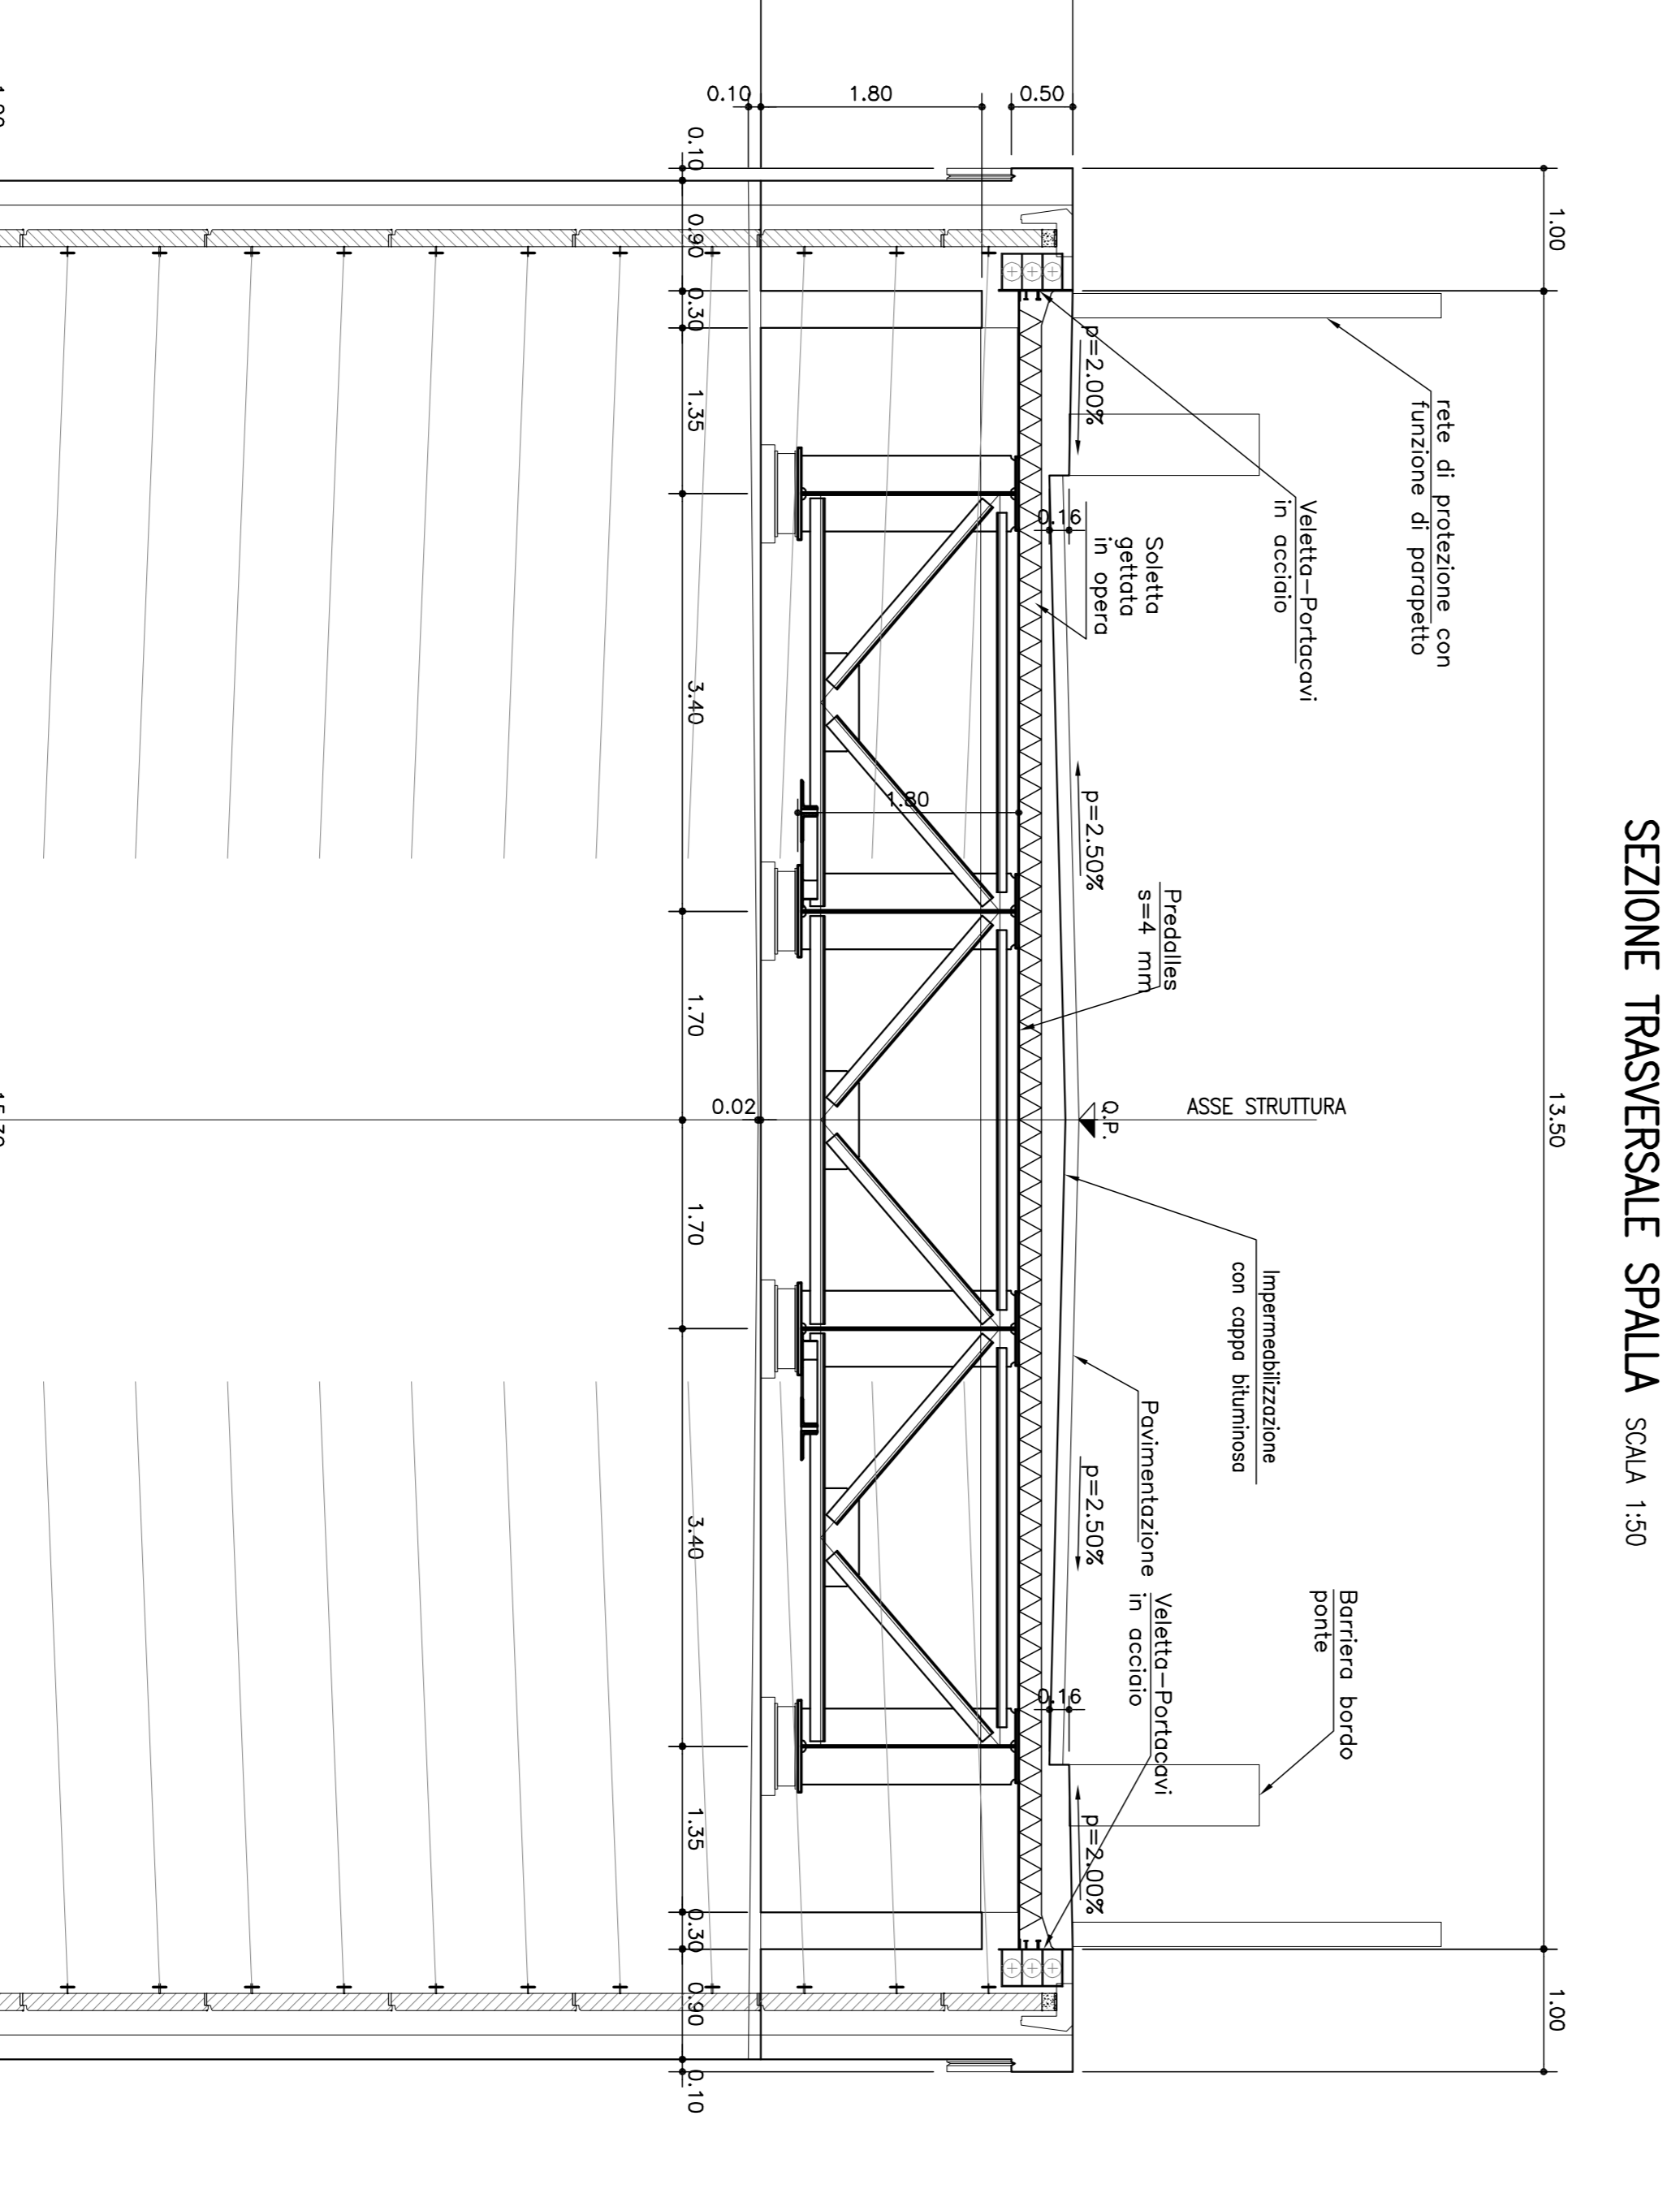 SEZIONE TRASVERSALE SPALLA SCALA 1:50
1.00
13.50
1.00
rete di protezione con
funzione di parapetto
Veletta-Portacavi
in acciaio
Barriera bordo
ponte
ASSE STRUTTURA
Impermeabilizzazione
con cappa bituminosa
Predalles
s=4 mm
Soletta
gettata
in opera
Pavimentazione
Veletta-Portacavi
in acciaio
Q.P.
p=2.00%
p=2.50%
p=2.50%
p=2.00%
0.16
0.16
0.50
1.80
0.10
1.80
0.02
0.10
0.90
0.30
1.35
3.40
1.70
1.70
3.40
1.35
0.30
0.90
0.10